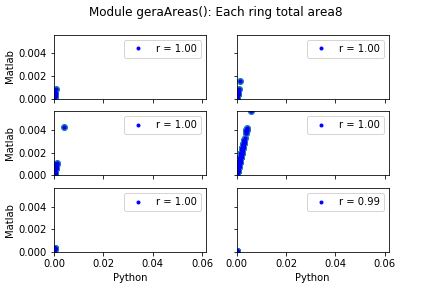 Module geraAreas(): Each ring total area8
Matlab
0.004
0.002
0.000
r = 1.00
r = 1.00
Matlab
0.004
0.002
0.000
r = 1.00
r = 1.00
Matlab
0.004
0.002
0.000
r = 1.00
r = 0.99
0.00 0.02 0.04 0.06
0.00 0.02 0.04 0.06
Python
Python